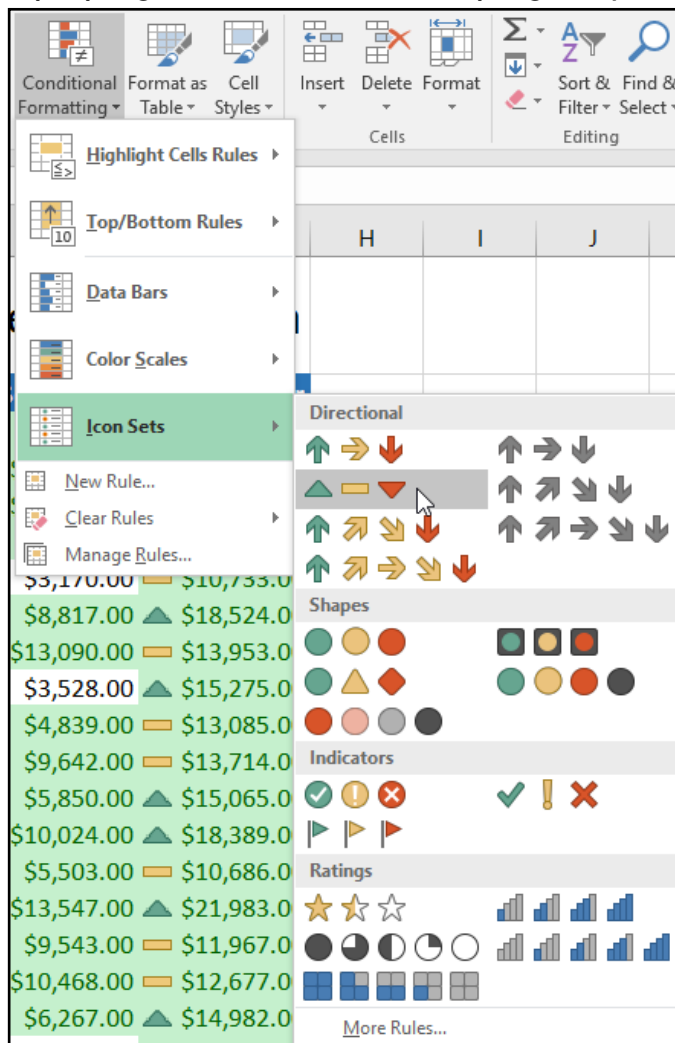 Conditional Formatting
Format as Table
Cell Styles
Insert Delete Format
Sort & Filter
Find & Select
Cells
Editing
Highlight Cells Rules
Top/Bottom Rules
Data Bars
Color Scales
Icon Sets
New Rule...
Clear Rules
Manage Rules...
H I J
Directional
Shapes
Indicators
Ratings
More Rules...
$3,170.00 $10,733.0
$8,817.00 $18,524.0
$13,090.00 $13,953.0
$3,528.00 $15,275.0
$4,839.00 $13,085.0
$9,642.00 $13,714.0
$5,850.00 $15,065.0
$10,024.00 $18,389.0
$5,503.00 $10,686.0
$13,547.00 $21,983.0
$9,543.00 $11,967.0
$10,468.00 $12,677.0
$6,267.00 $14,982.0